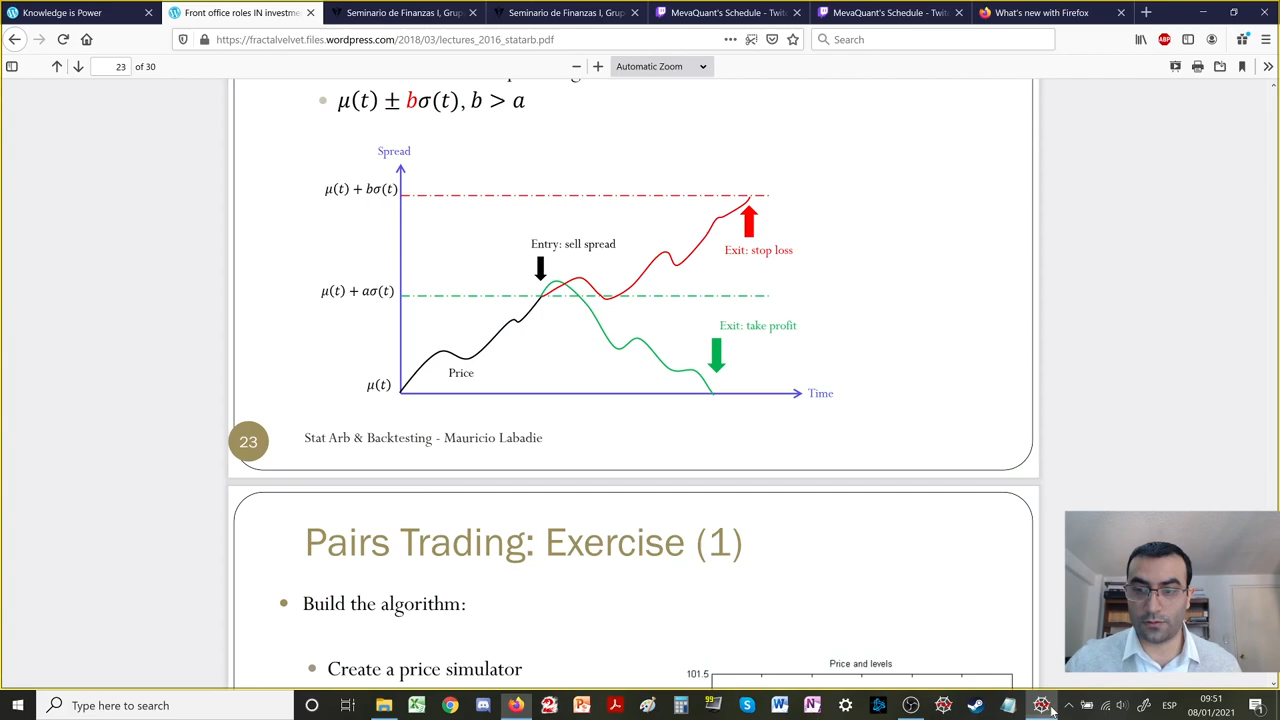 Knowledge is Power
Front office roles IN investme
Seminario de Finanzas I, Grup
Seminario de Finanzas I, Grup
MevaQuant's Schedule - Twit
MevaQuant's Schedule - Twit
What's new with Firefox
https://fractalvelvet.files.wordpress.com/2018/03/lectures_2016_statarb.pdf
Search
23 of 30
Automatic Zoom
μ(t) ± bσ(t), b > a
Spread
μ(t) + bσ(t)
Entry: sell spread
Exit: stop loss
μ(t) + aσ(t)
Exit: take profit
Price
μ(t)
Time
23
Stat Arb & Backtesting - Mauricio Labadie
Pairs Trading: Exercise (1)
Build the algorithm:
Create a price simulator
Price and levels
101.5
Type here to search
99
ESP
09:51
08/01/2021